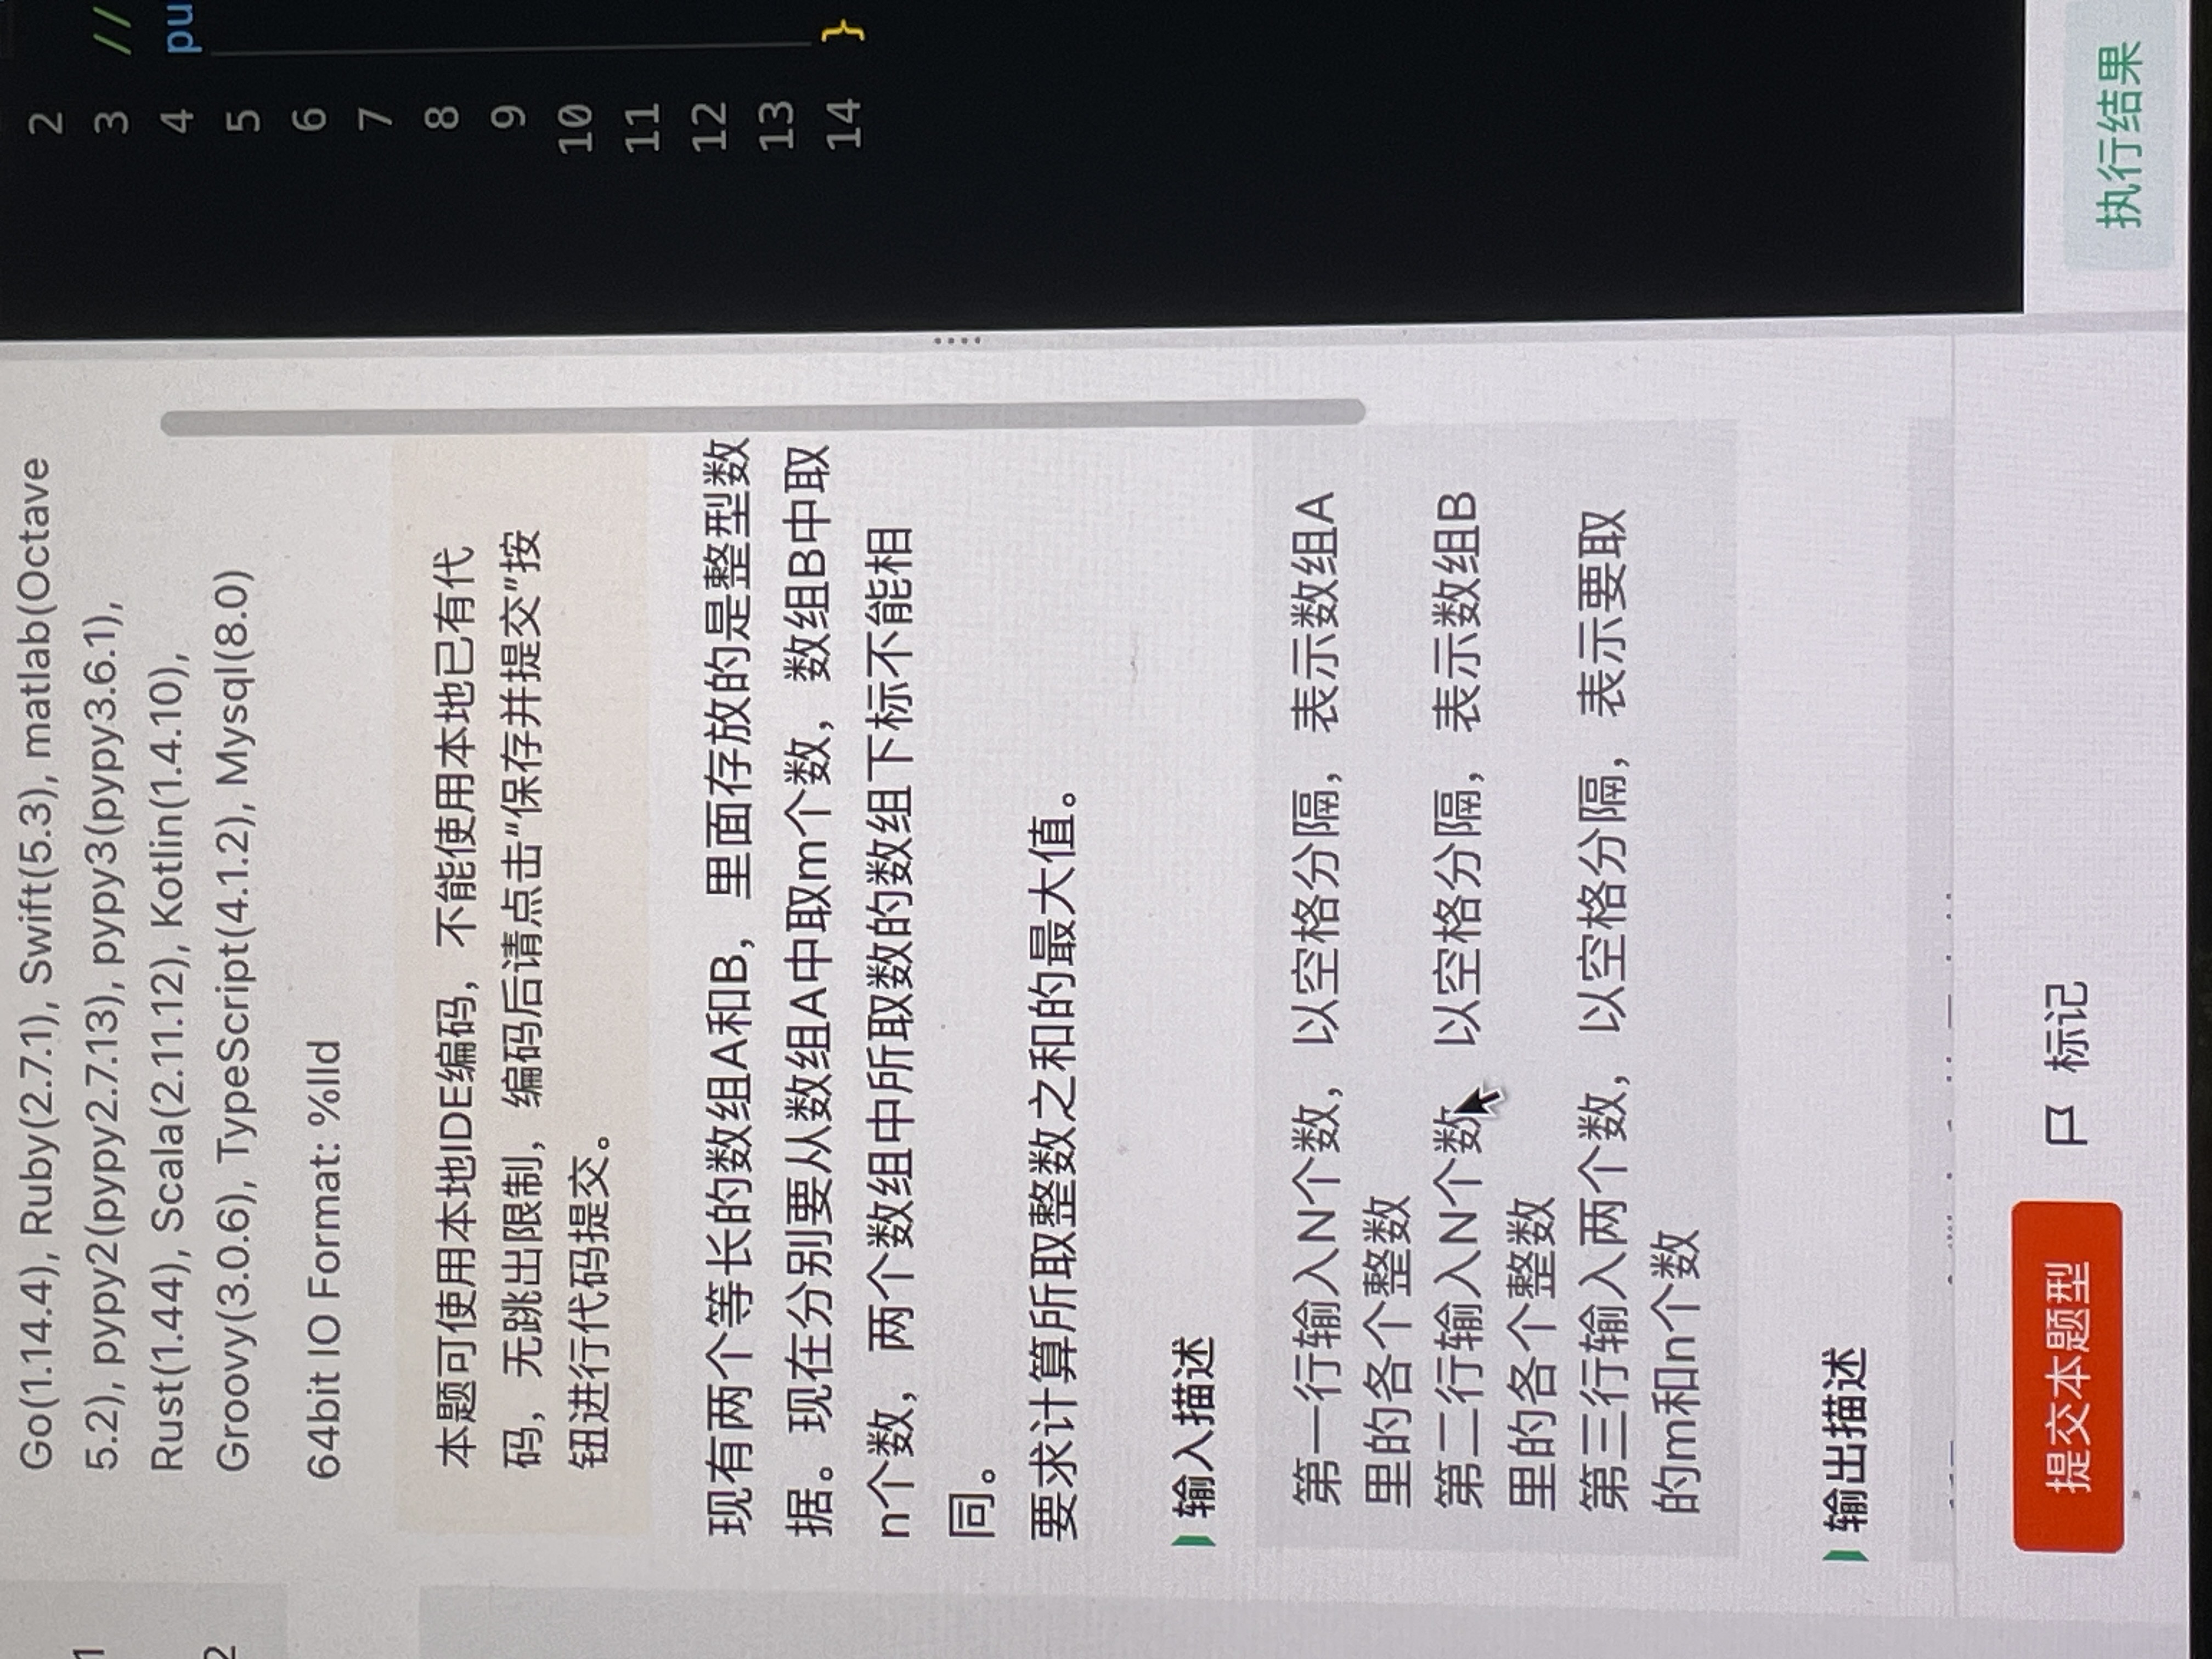 1
2
Go(1.14.4), Ruby(2.7.1), Swift(5.3), matlab(Octave
5.2), pypy2(pypy2.7.13), pypy3(pypy3.6.1),
Rust(1.44), Scala(2.11.12), Kotlin(1.4.10),
Groovy(3.0.6), TypeScript(4.1.2), Mysql(8.0)
64bit IO Format: %lld
本题可使用本地IDE编码，不能使用本地已有代
码，无跳出限制，编码后请点击“保存并提交”按
钮进行代码提交。
现有两个等长的数组A和B，里面存放的是整型数
据。现在分别要从数组A中取m个数，数组B中取
n个数，两个数组中所取数的数组下标不能相
同。
要求计算所取整数之和的最大值。
输入描述
第一行输入N个数，以空格分隔，表示数组A
里的各个整数
第二行输入N个数，以空格分隔，表示数组B
里的各个整数
第三行输入两个数，以空格分隔，表示要取
的m和n个数
输出描述
提交本题型
标记
2
3 //
4 pu
5
6
7
8
9
10
11
12
13
14 }
执行结果